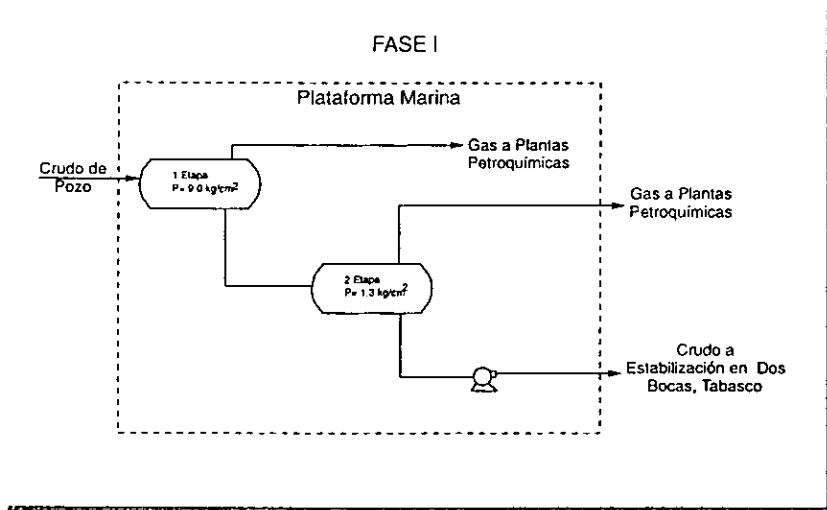 FASE I
Plataforma Marina
Crudo de
Pozo
1 Etapa
P= 9.0 kg/cm2
Gas a Plantas
Petroquímicas
Gas a Plantas
Petroquímicas
2 Etapa
P= 1.3 kg/cm2
Crudo a
Estabilización en Dos
Bocas, Tabasco